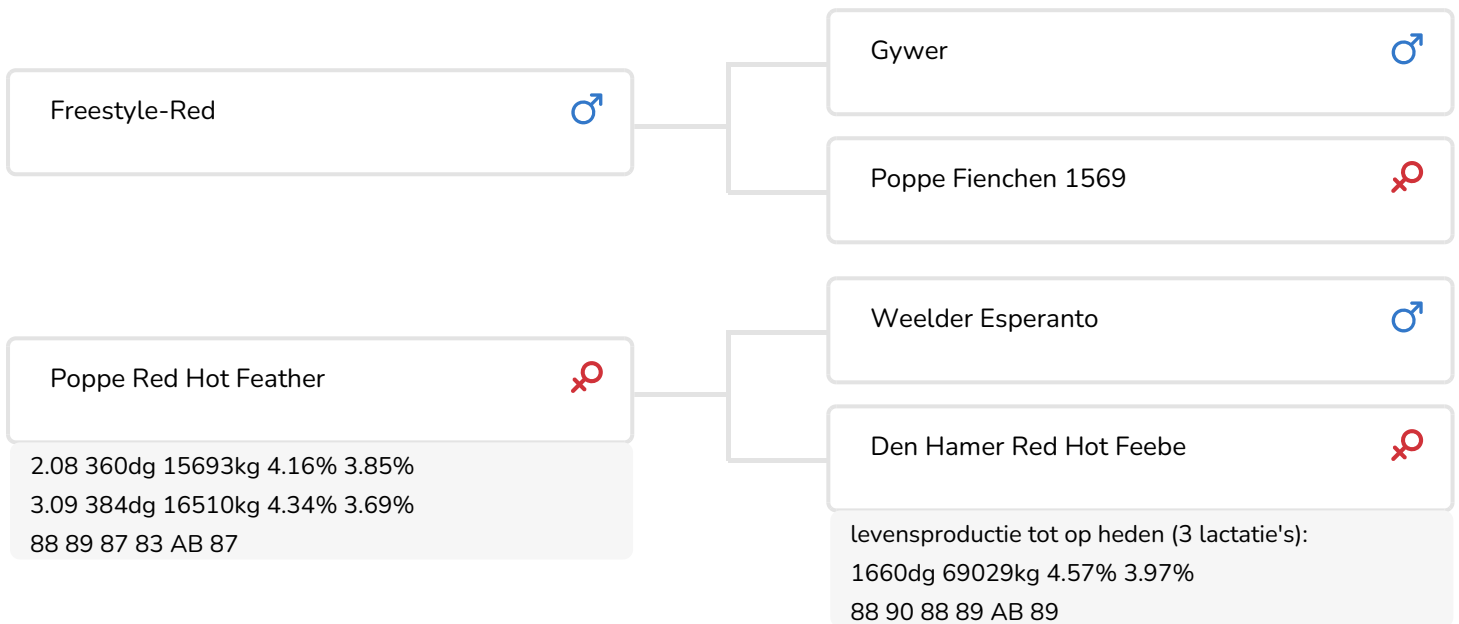 Gywer
Freestyle-Red
Poppe Fienchen 1569
Weelder Esperanto
Poppe Red Hot Feather
2.08 360dg 15693kg 4.16% 3.85%
3.09 384dg 16510kg 4.34% 3.69%
88 89 87 83 AB 87
Den Hamer Red Hot Feebe
levensproductie tot op heden (3 lactatie's):
1660dg 69029kg 4.57% 3.97%
88 90 88 89 AB 89